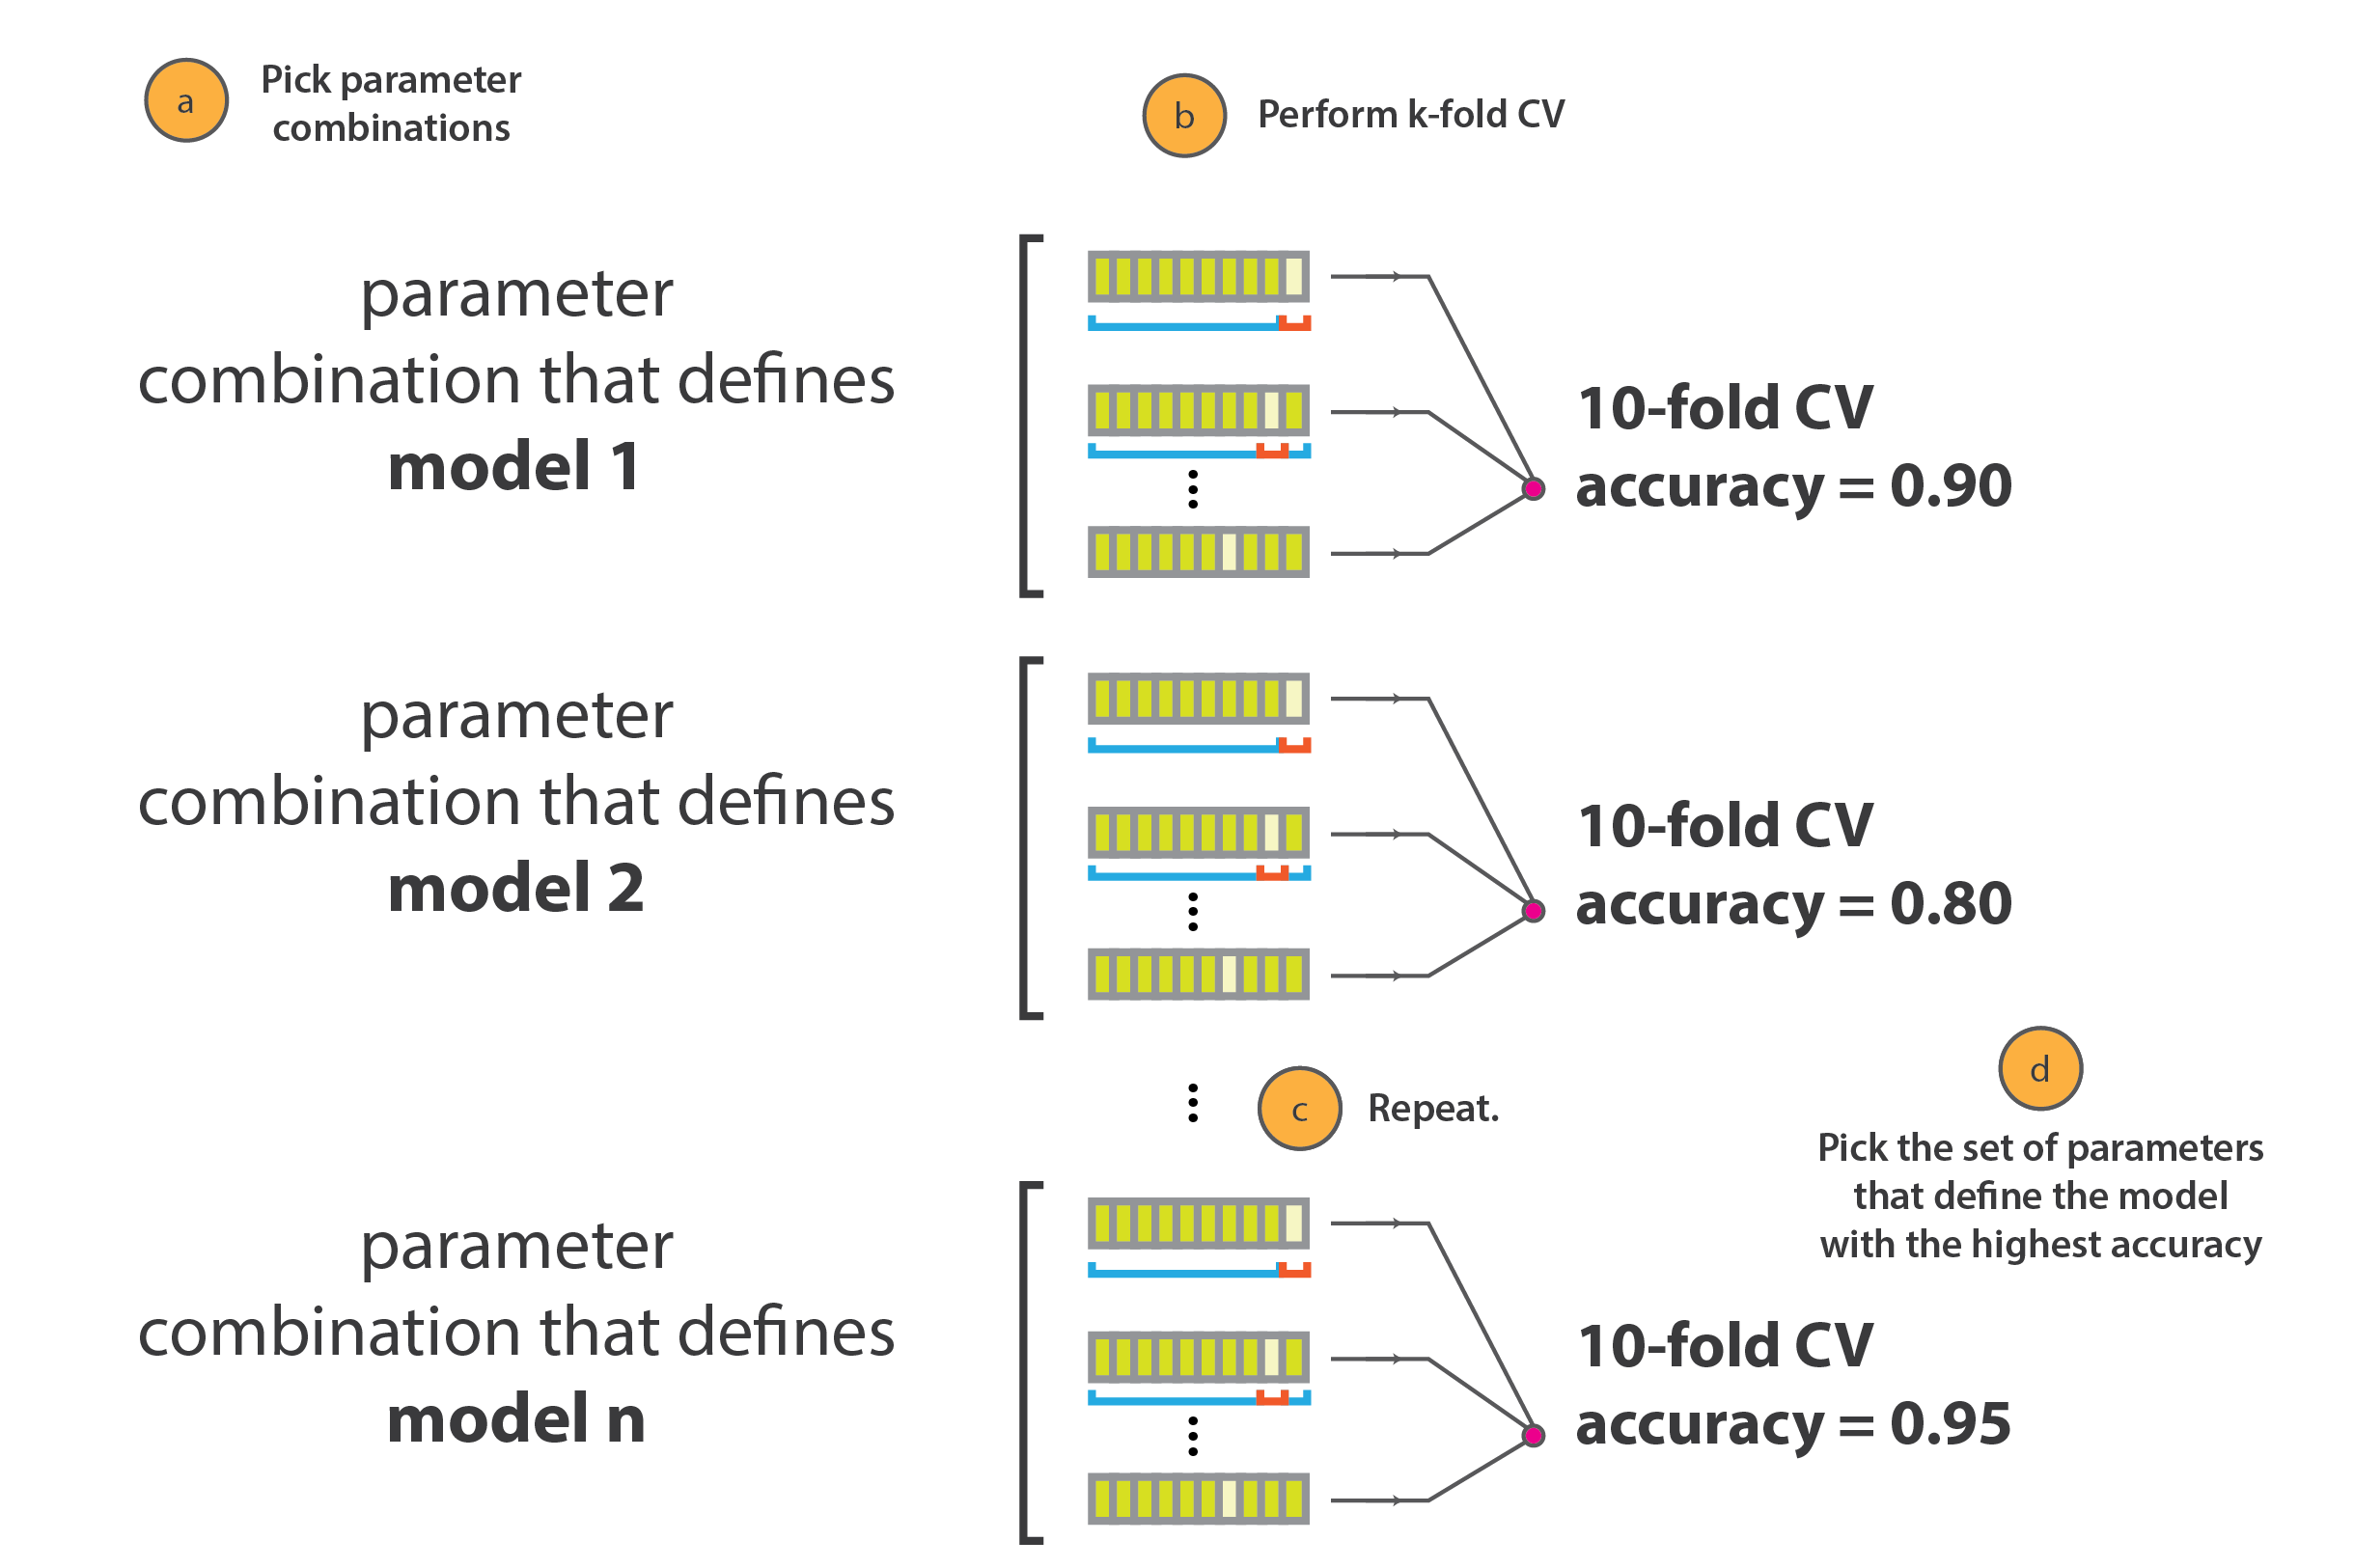 a
Pick parameter
combinations
b
Perform k-fold CV
parameter
combination that defines
model 1
10-fold CV
accuracy = 0.90
parameter
combination that defines
model 2
10-fold CV
accuracy = 0.80
c
Repeat.
d
Pick the set of parameters
that define the model
with the highest accuracy
parameter
combination that defines
model n
10-fold CV
accuracy = 0.95